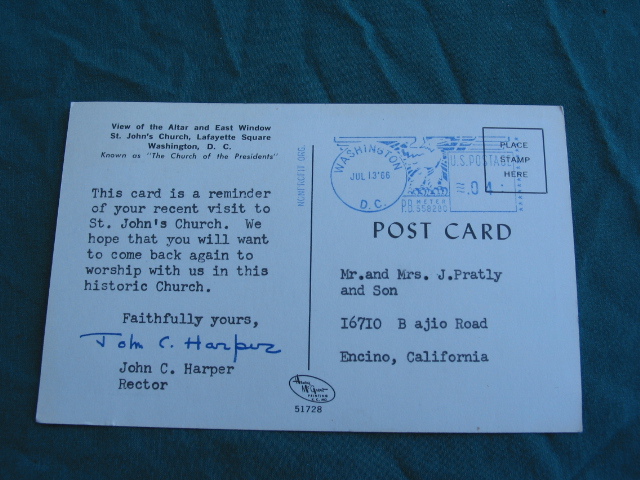 View of the Altar and East Window
St. John's Church, Lafayette Square
Washington, D. C.
Known as "The Church of the Presidents"
This card is a reminder
of your recent visit to
St. John's Church. We
hope that you will want
to come back again to
worship with us in this
historic Church.
Faithfully yours,
John C. Harper
John C. Harper
Rector
NONPROFIT ORG.
WASHINGTON
JUL 13 '66
D. C.
U.S. POSTAGE
.04
P.B. METER
PLACE
STAMP
HERE
POST CARD
Mr.and Mrs. J.Pratly
and Son
16710 B ajio Road
Encino, California
51728